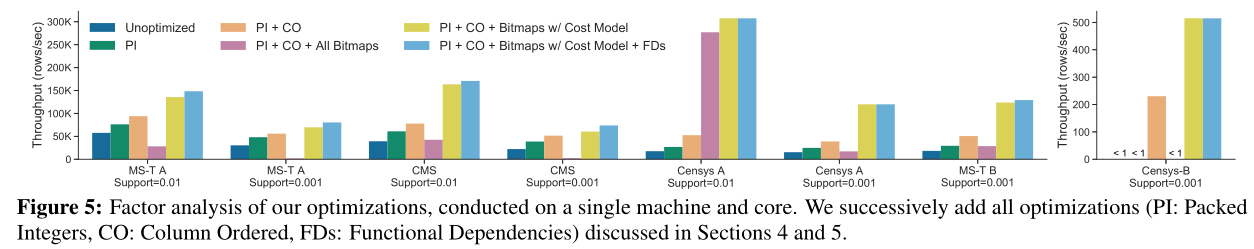 Throughput (rows/sec)
300K
250K
200K
150K
100K
50K
0
Unoptimized
PI
PI + CO
PI + CO + All Bitmaps
PI + CO + Bitmaps w/ Cost Model
PI + CO + Bitmaps w/ Cost Model + FDs
MS-T A
Support=0.01
MS-T A
Support=0.001
CMS
Support=0.01
CMS
Support=0.001
Censys A
Support=0.01
Censys A
Support=0.001
MS-T B
Support=0.001
Throughput (rows/sec)
500
400
300
200
100
0
< 1 < 1 < 1
Censys-B
Support=0.001
Figure 5: Factor analysis of our optimizations, conducted on a single machine and core. We successively add all optimizations (PI: Packed
Integers, CO: Column Ordered, FDs: Functional Dependencies) discussed in Sections 4 and 5.